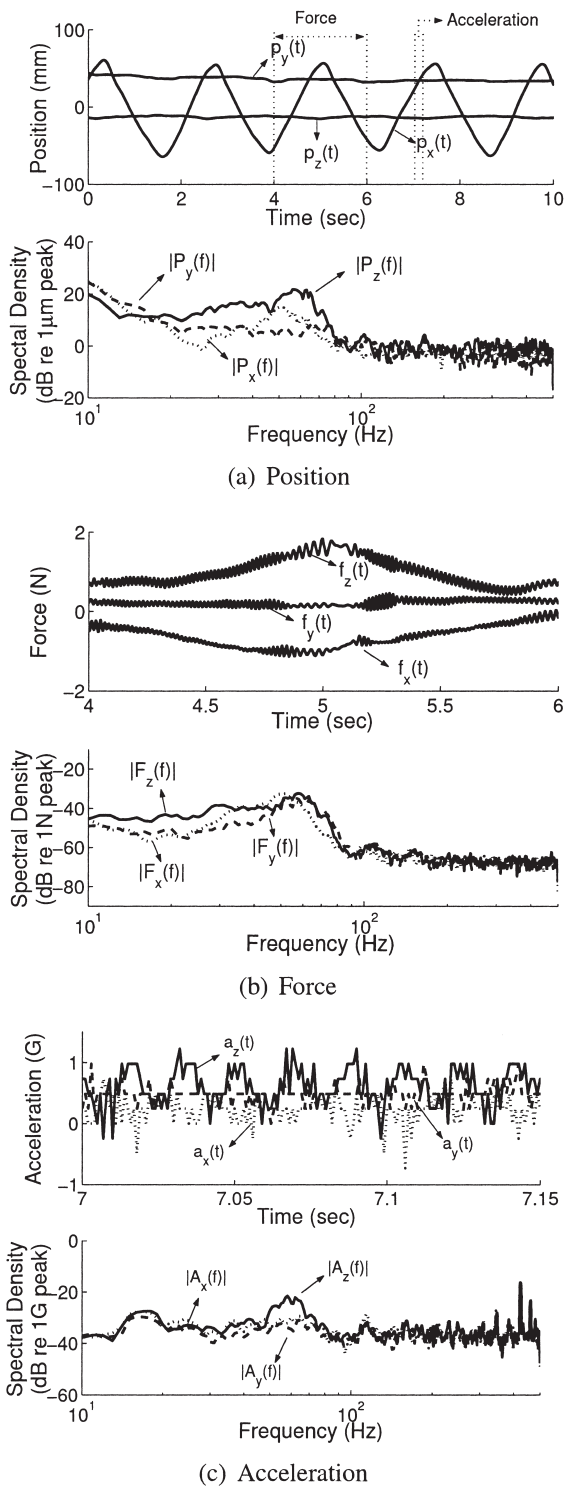 Force
Acceleration
100
0
−100
Position (mm)
p_y(t)
p_z(t)
p_x(t)
0 2 4 6 8 10
Time (sec)
40
20
0
−20
Spectal Density
(dB re 1μm peak)
|P_y(f)|
|P_z(f)|
|P_x(f)|
10^1 10^2
Frequency (Hz)
(a) Position
2
0
−2
Force (N)
f_z(t)
f_y(t)
f_x(t)
4 4.5 5 5.5 6
Time (sec)
−20
−40
−60
−80
Spectral Density
(dB re 1N peak)
|F_z(f)|
|F_y(f)|
|F_x(f)|
10^1 10^2
Frequency (Hz)
(b) Force
1
0
−1
Acceleration (G)
a_z(t)
a_x(t)
a_y(t)
7 7.05 7.1 7.15
Time (sec)
0
−20
−40
−60
Spectral Density
(dB re 1G peak)
|A_x(f)|
|A_z(f)|
|A_y(f)|
10^1 10^2
Frequency (Hz)
(c) Acceleration